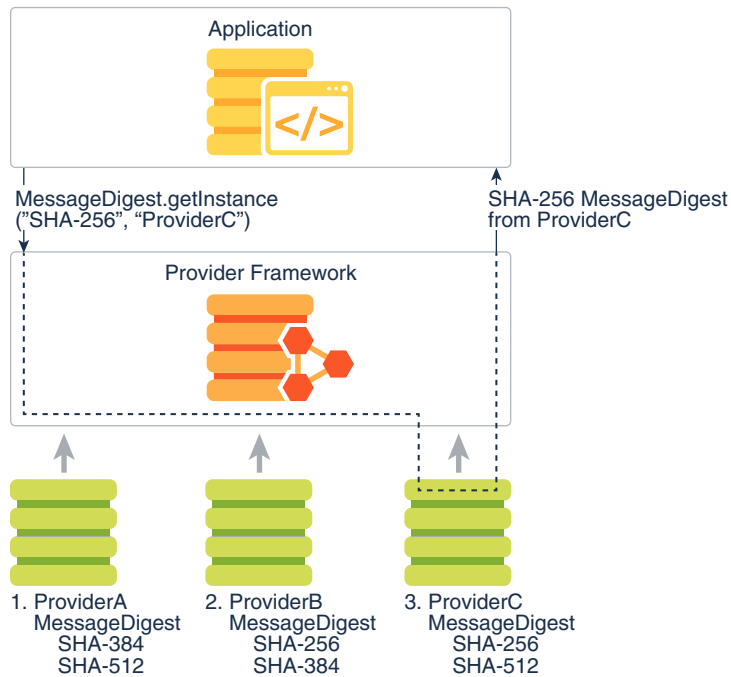 Application
</>
MessageDigest.getInstance
("SHA-256", “ProviderC”)
SHA-256 MessageDigest
from ProviderC
Provider Framework
1. ProviderA
MessageDigest
SHA-384
SHA-512
2. ProviderB
MessageDigest
SHA-256
SHA-384
3. ProviderC
MessageDigest
SHA-256
SHA-512